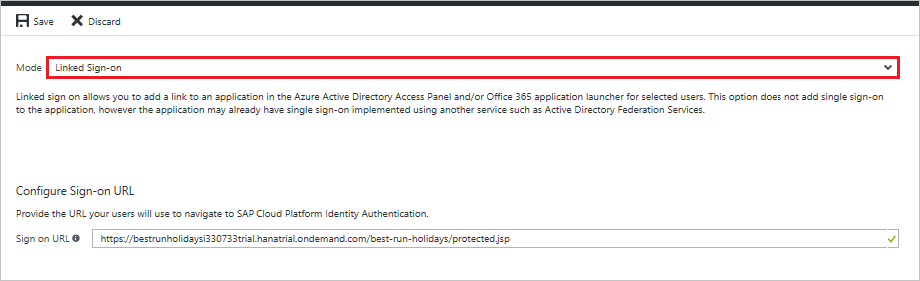 Save Discard
Mode Linked Sign-on
Linked sign on allows you to add a link to an application in the Azure Active Directory Access Panel and/or Office 365 application launcher for selected users. This option does not add single sign-on
to the application, however the application may already have single sign-on implemented using another service such as Active Directory Federation Services.
Configure Sign-on URL
Provide the URL your users will use to navigate to SAP Cloud Platform Identity Authentication.
Sign on URL https://bestrunholidaysi330733trial.hanatrial.ondemand.com/best-run-holidays/protected.jsp